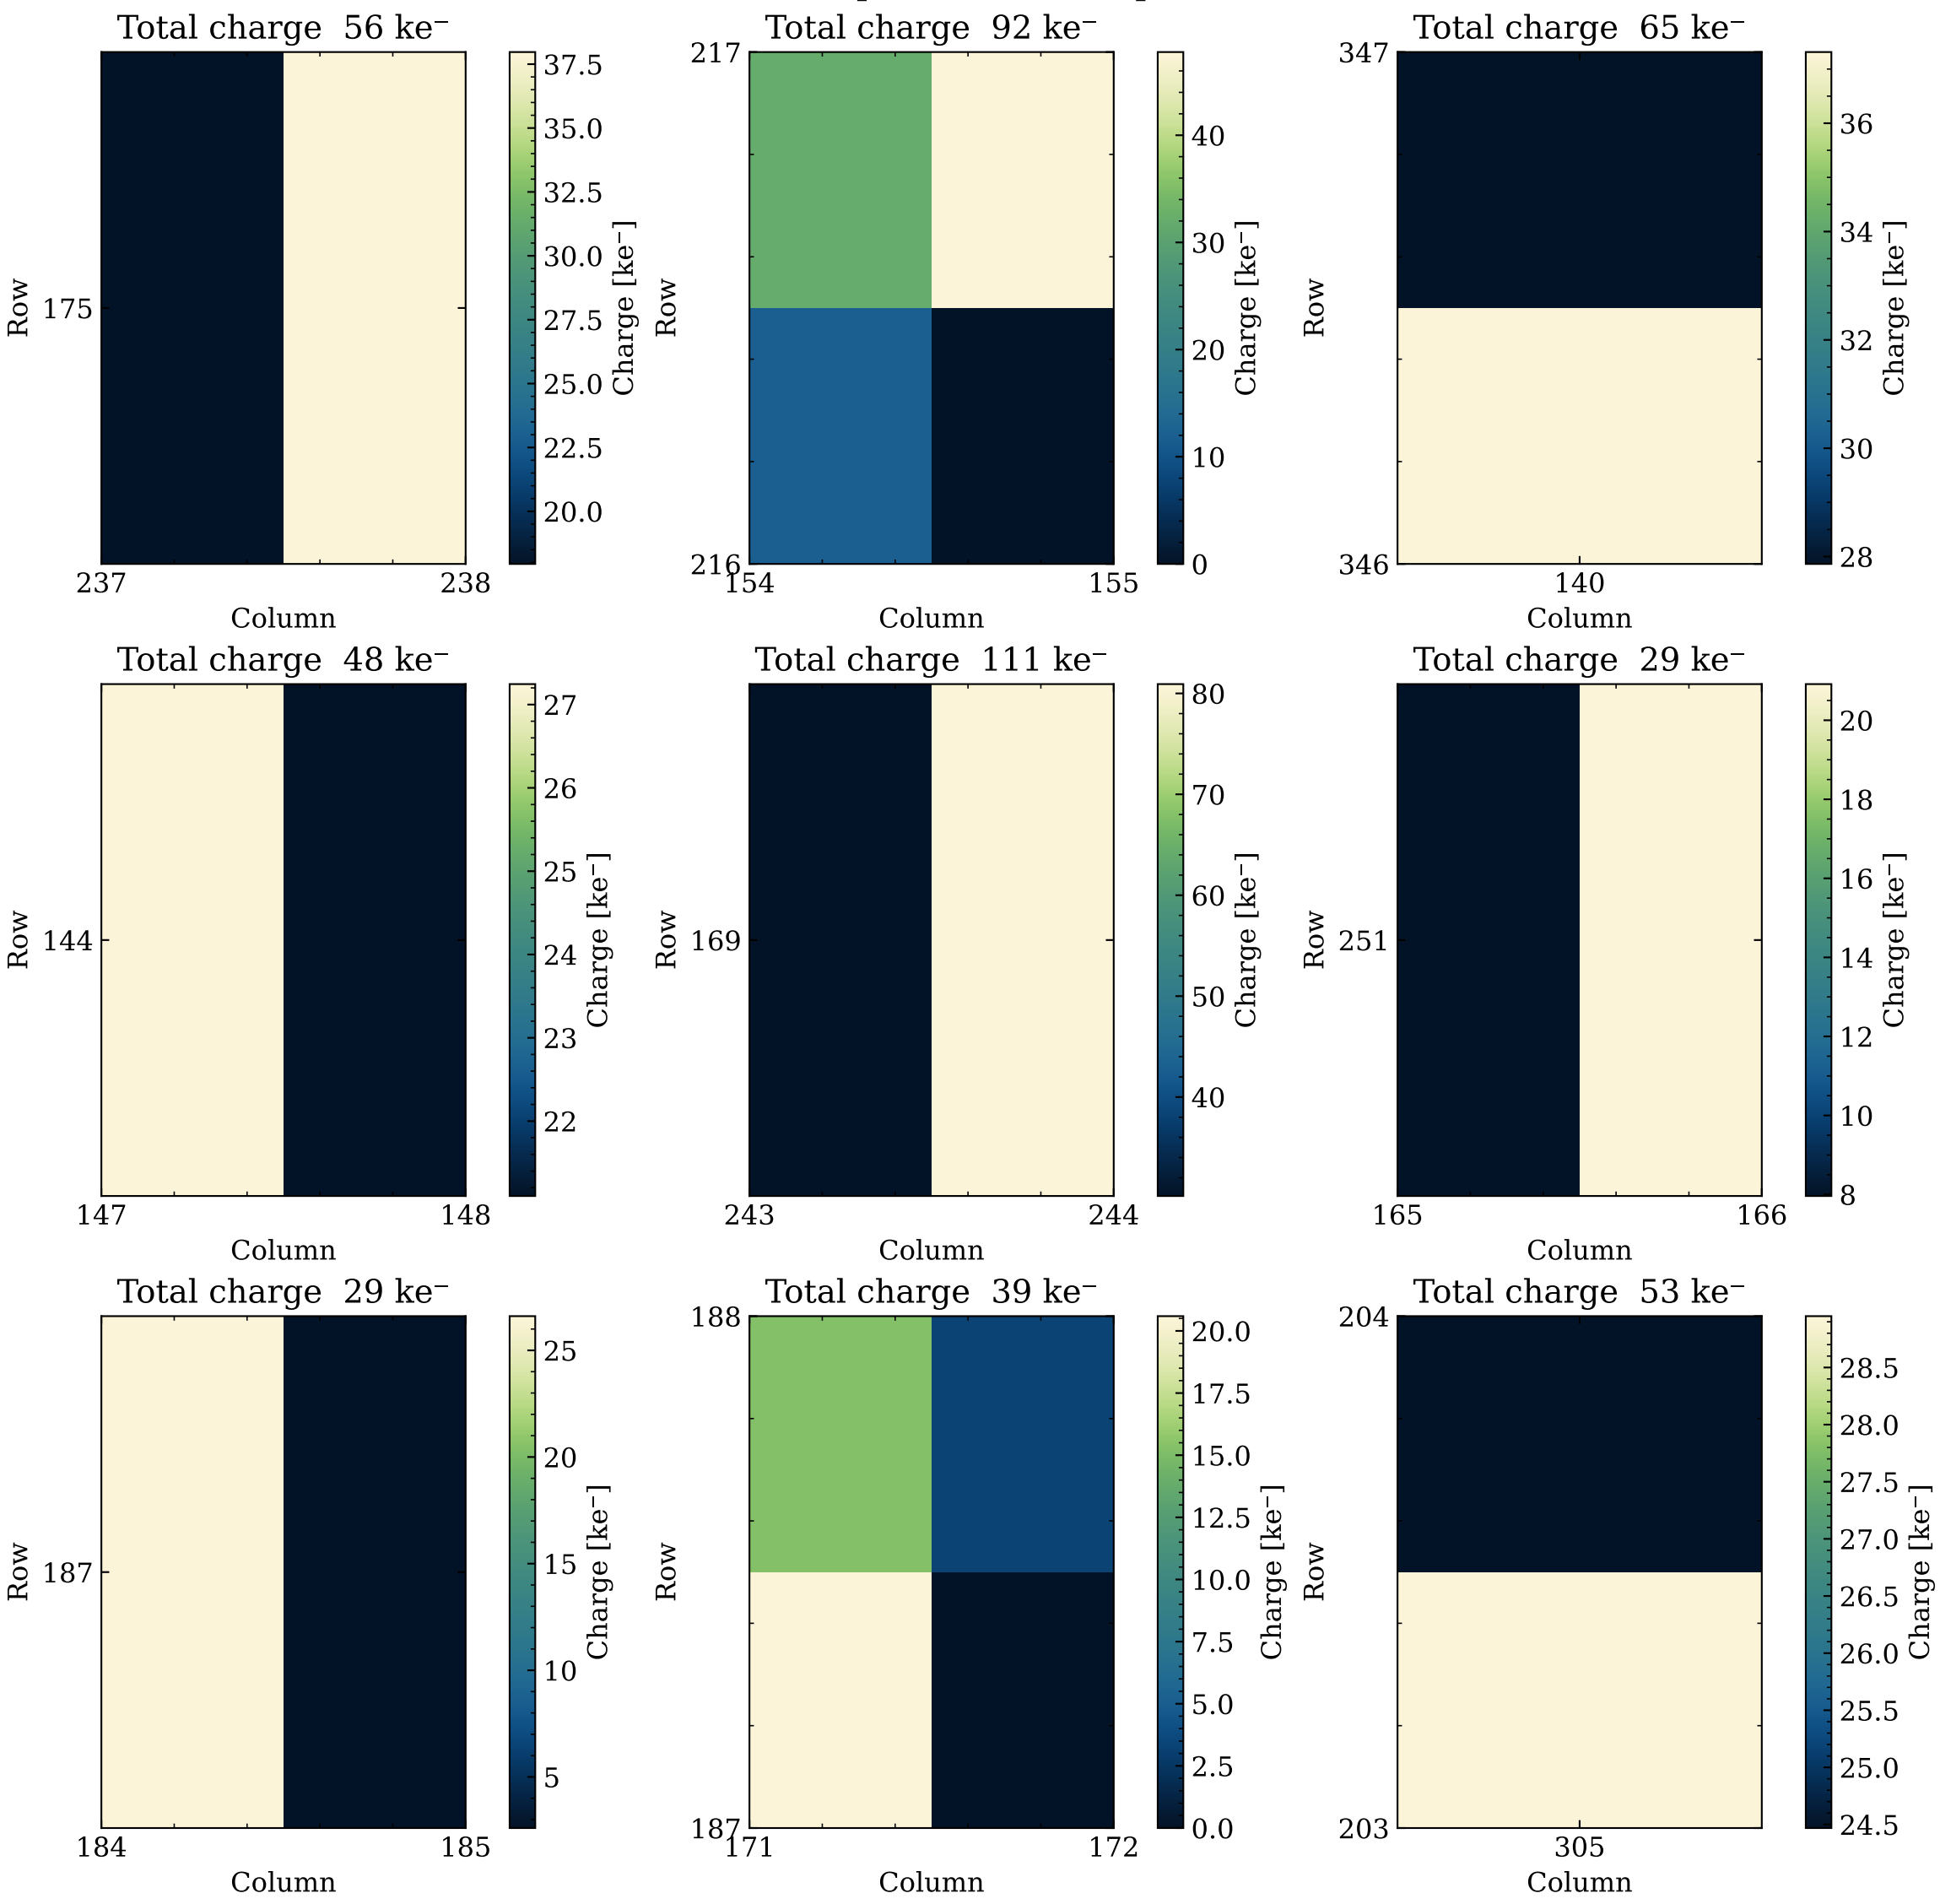 Total charge  56 ke⁻
37.5
35.0
32.5
30.0
27.5
25.0
22.5
20.0
Charge [ke⁻]
Row
175
237
238
Column
Total charge  92 ke⁻
217
216
154
155
Row
Column
40
30
20
10
0
Charge [ke⁻]
Total charge  65 ke⁻
347
346
140
Row
Column
36
34
32
30
28
Charge [ke⁻]
Total charge  48 ke⁻
Row
144
147
148
Column
27
26
25
24
23
22
Charge [ke⁻]
Total charge  111 ke⁻
Row
169
243
244
Column
80
70
60
50
40
Charge [ke⁻]
Total charge  29 ke⁻
Row
251
165
166
Column
20
18
16
14
12
10
8
Charge [ke⁻]
Total charge  29 ke⁻
Row
187
184
185
Column
25
20
15
10
5
Charge [ke⁻]
Total charge  39 ke⁻
188
187
171
172
Row
Column
20.0
17.5
15.0
12.5
10.0
7.5
5.0
2.5
0.0
Charge [ke⁻]
Total charge  53 ke⁻
204
203
305
Row
Column
28.5
28.0
27.5
27.0
26.5
26.0
25.5
25.0
24.5
Charge [ke⁻]